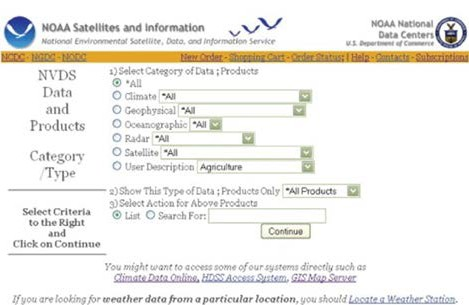 NOAA Satellites and Information
National Environmental Satellite, Data, and Information Service
NOAA National
Data Centers
U.S. Department of Commerce
NCDC - NGDC - NODC
New Order - Shopping Cart - Order Status: | Help - Contacts - Subscriptions
NVDS
Data
and
Products
Category
/Type
Select Criteria
to the Right
and
Click on Continue
1) Select Category of Data ; Products
*All
Climate *All
Geophysical *All
Oceanographic *All
Radar *All
Satellite *All
User Description Agriculture
2) Show This Type of Data ; Products Only *All Products
3) Select Action for Above Products
List Search For:
Continue
You might want to access some of our systems directly such as
Climate Data Online, HDSS Access System, GIS Map Server
If you are looking for weather data from a particular location, you should Locate a Weather Station.